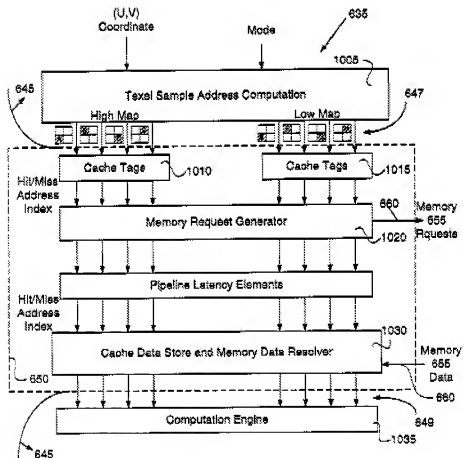 (U,V)
Coordinate
Mode
635
1005
Texel Sample Address Computation
645
High Map
Low Map
647
Cache Tags
1010
Cache Tags
1015
Hit/Miss
Address
Index
660
Memory
655
Rquests
Memory Request Generator
1020
Pipeline Latency Elements
Hit/Miss
Address
Index
1030
Cache Data Store and Memory Data Resolver
Memory
655
Data
650
660
649
Computation Engine
645
1035